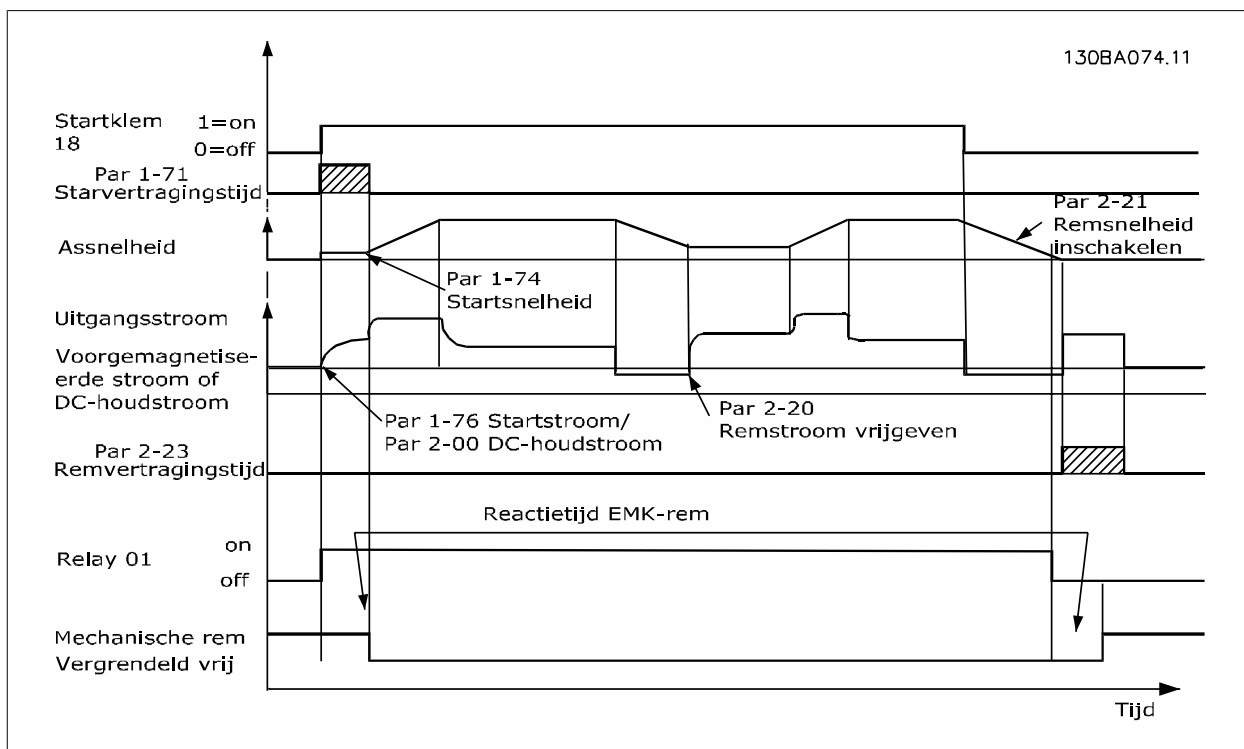 130BA074.11
Startklem 1=on
18 0=off
Par 1-71
Starvertragingstijd
Par 2-21
Remsnelheid
inschakelen
Assnelheid
Par 1-74
Startsnelheid
Uitgangsstroom
Voorgemagnetise-
eerde stroom of
DC-houdstroom
Par 1-76 Startstroom/
Par 2-00 DC-houdstroom
Par 2-20
Remstroom vrijgeven
Par 2-23
Remvertragingstijd
Reactietijd EMK-rem
on
Relay 01
off
Mechanische rem
Vergrendeld vrij
Tijd